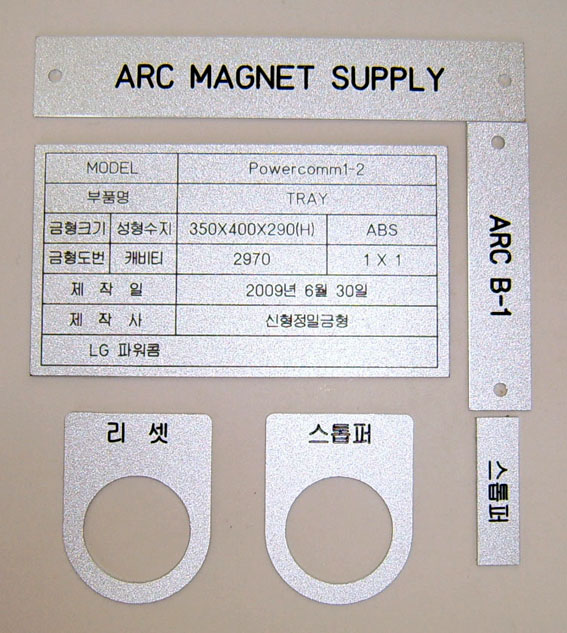 ARC MAGNET SUPPLY
MODEL Powercomm1-2
부품명 TRAY
금형크기 성형수지 350X400X290(H) ABS
금형도번 캐비티 2970 1 X 1
제 작 일 2009년 6월 30일
제 작 사 신형정밀금형
LG 파워콤
ARC B-1
리 셋
스톱퍼
스톱퍼